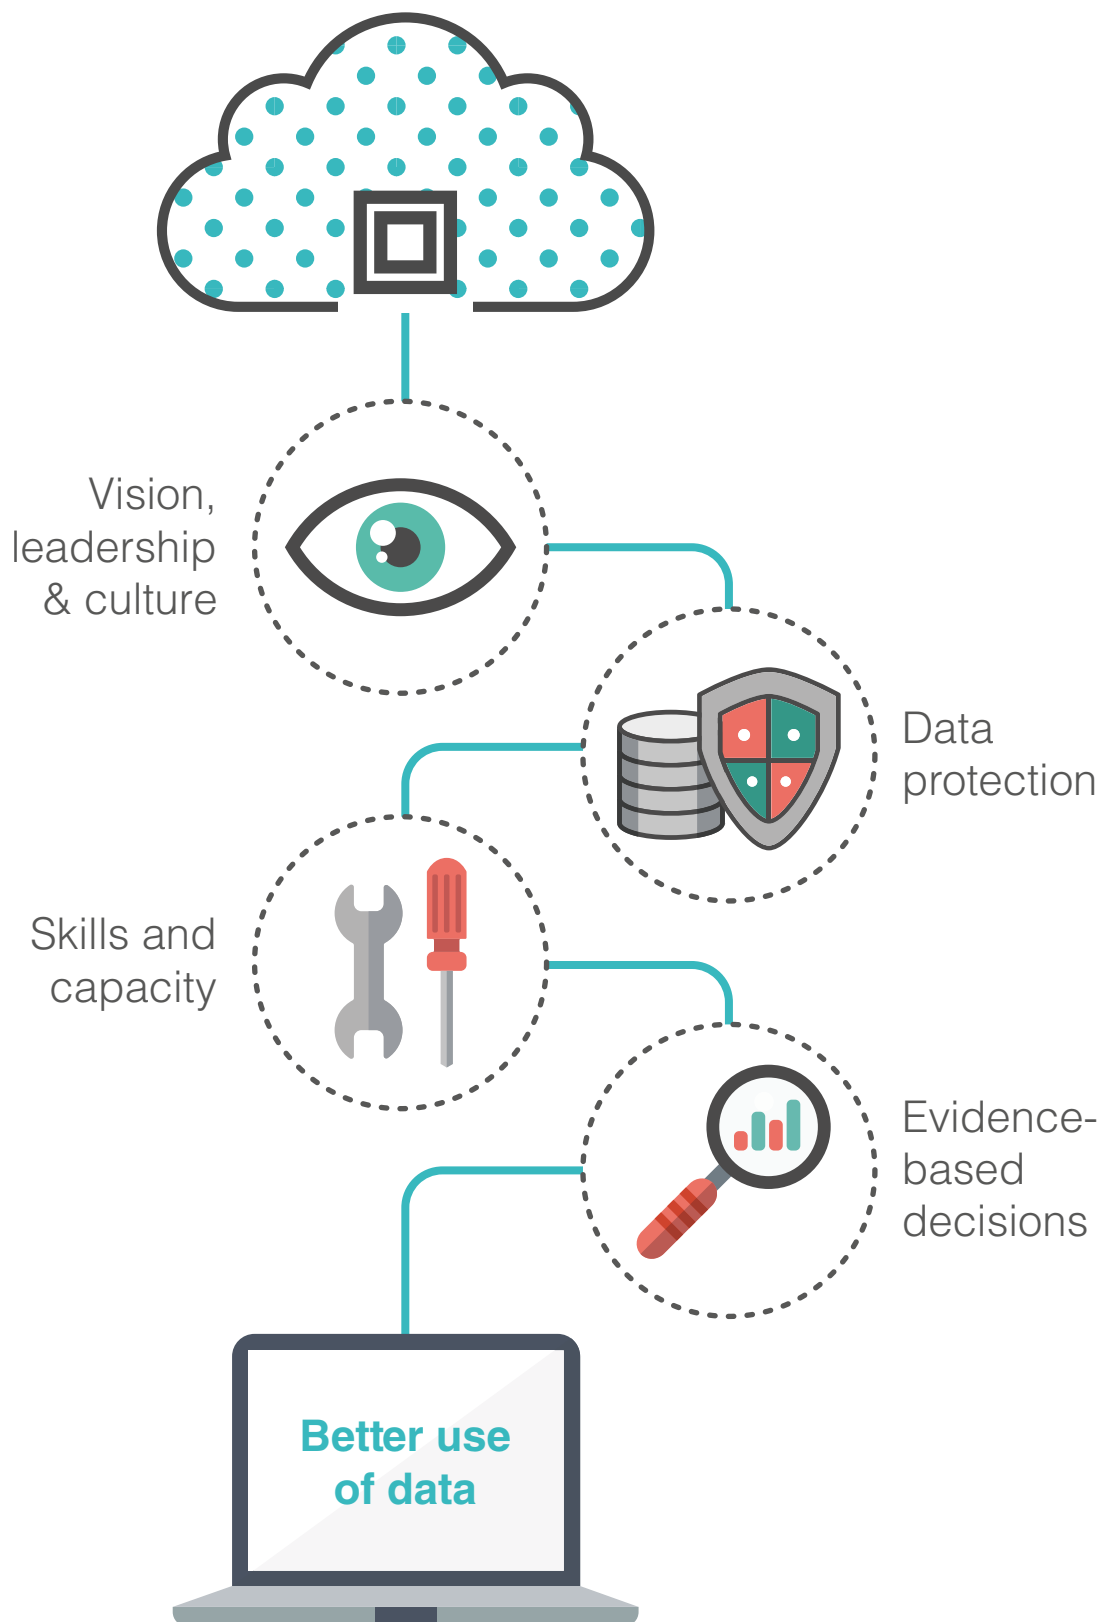 Vision,
leadership
& culture
Data
protection
Skills and
capacity
Evidence-
based
decisions
Better use
of data